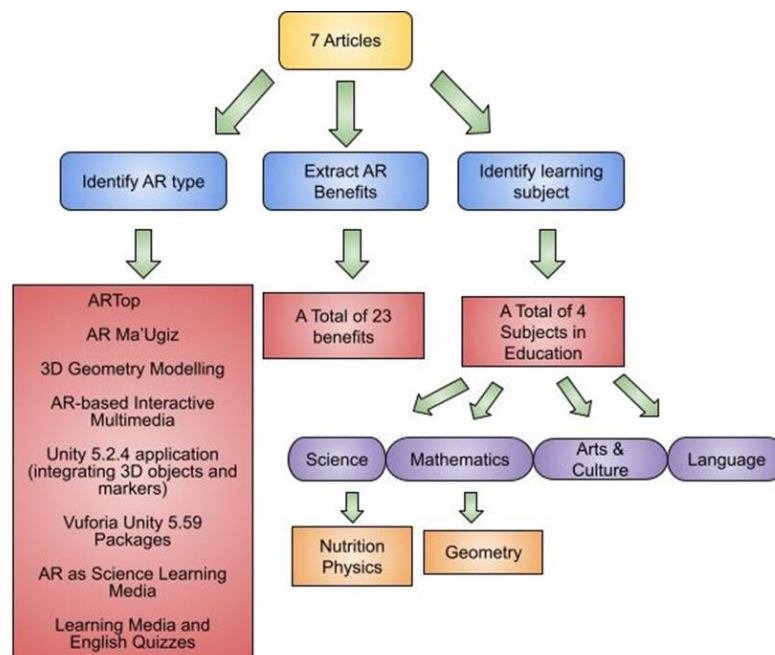 7 Articles
Identify AR type
Extract AR
Benefits
Identify learning
subject
ARTop
AR Ma'Ugiz
3D Geometry Modelling
AR-based Interactive
Multimedia
Unity 5.2.4 application
(integrating 3D objects and
markers)
Vuforia Unity 5.59
Packages
AR as Science Learning
Media
Learning Media and
English Quizzes
A Total of 23
benefits
A Total of 4
Subjects in
Education
Science
Mathematics
Arts &
Culture
Language
Nutrition
Physics
Geometry